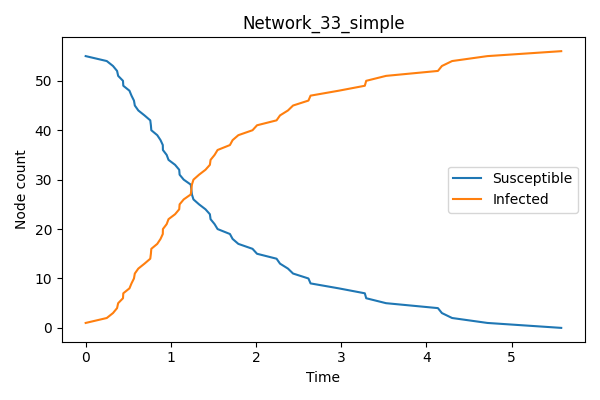 Network_33_simple
Node count
50
40
30
20
10
0
Susceptible
Infected
0 1 2 3 4 5
Time